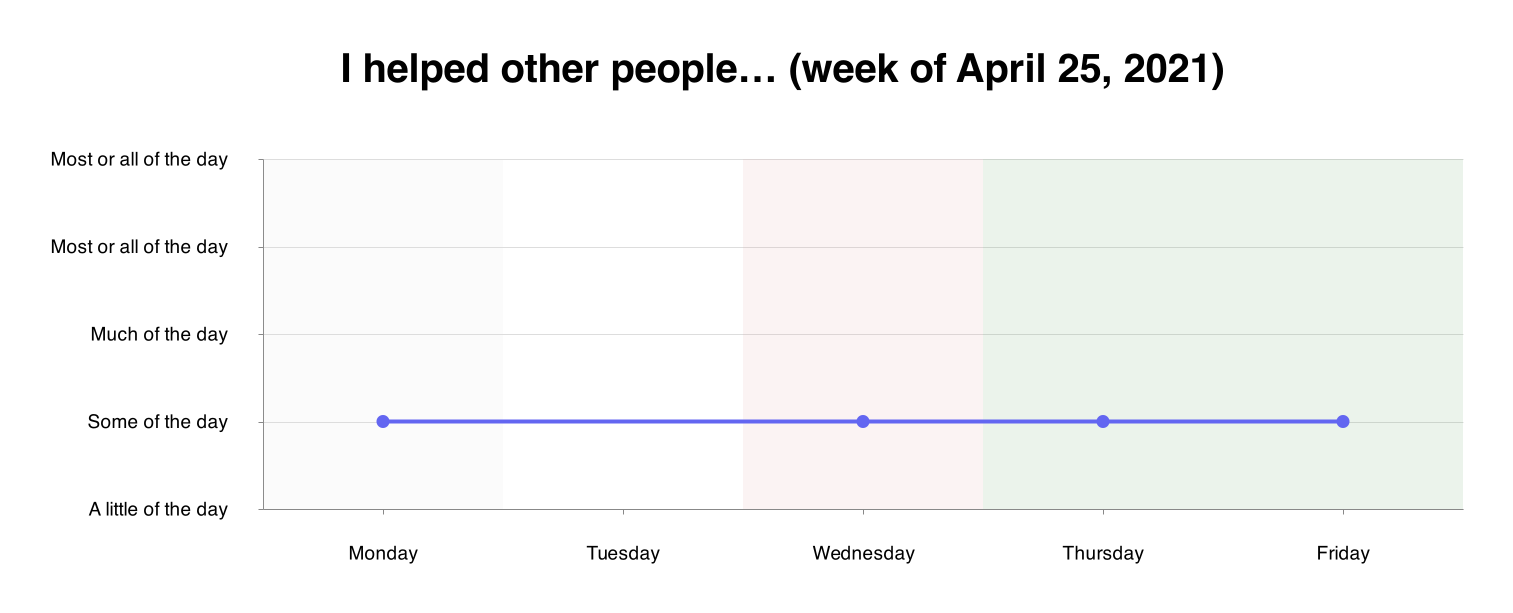 I helped other people… (week of April 25, 2021)
Most or all of the day
Most or all of the day
Much of the day
Some of the day
A little of the day
Monday Tuesday Wednesday Thursday Friday